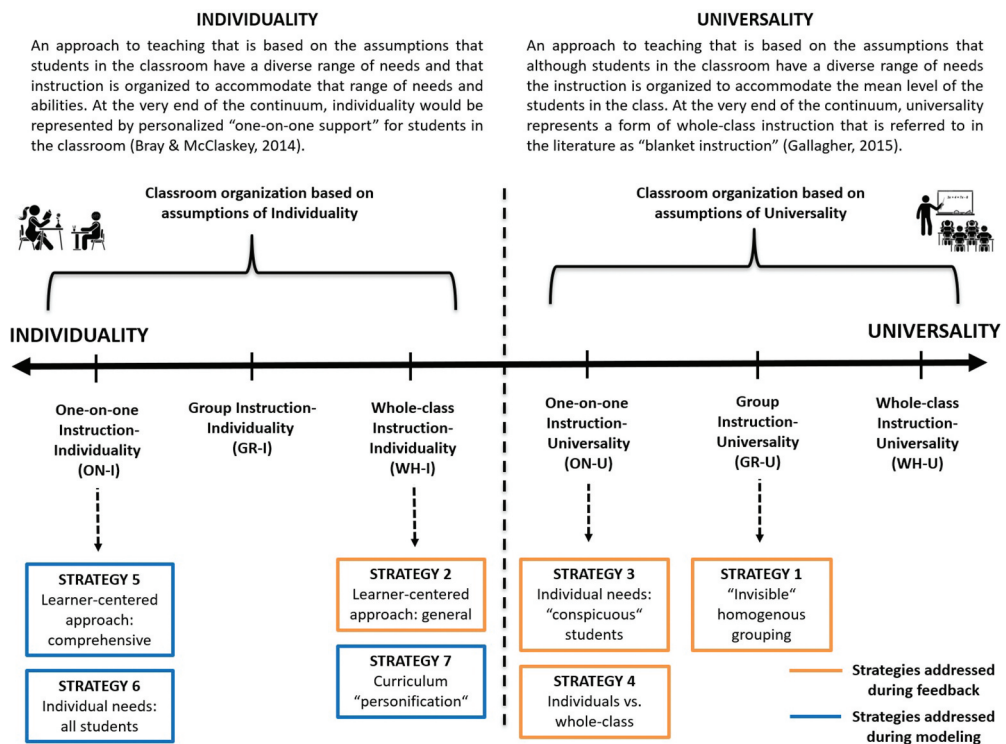 INDIVIDUALITY
An approach to teaching that is based on the assumptions that
students in the classroom have a diverse range of needs and that
instruction is organized to accommodate that range of needs and
abilities. At the very end of the continuum, individuality would be
represented by personalized “one-on-one support” for students in
the classroom (Bray & McClaskey, 2014).
UNIVERSALITY
An approach to teaching that is based on the assumptions that
although students in the classroom have a diverse range of needs
the instruction is organized to accommodate the mean level of the
students in the class. At the very end of the continuum, universality
represents a form of whole-class instruction that is referred to in
the literature as “blanket instruction” (Gallagher, 2015).
Classroom organization based on
assumptions of Individuality
Classroom organization based on
assumptions of Universality
INDIVIDUALITY
UNIVERSALITY
One-on-one
Instruction-
Individuality
(ON-I)
Group Instruction-
Individuality
(GR-I)
Whole-class
Instruction-
Individuality
(WH-I)
One-on-one
Instruction-
Universality
(ON-U)
Group
Instruction-
Universality
(GR-U)
Whole-class
Instruction-
Universality
(WH-U)
STRATEGY 5
Learner-centered
approach:
comprehensive
STRATEGY 6
Individual needs:
all students
STRATEGY 2
Learner-centered
approach: general
STRATEGY 7
Curriculum
“personification“
STRATEGY 3
Individual needs:
“conspicuous“
students
STRATEGY 4
Individuals vs.
whole-class
STRATEGY 1
“Invisible”
homogenous
grouping
Strategies addressed
during feedback
Strategies addressed
during modeling